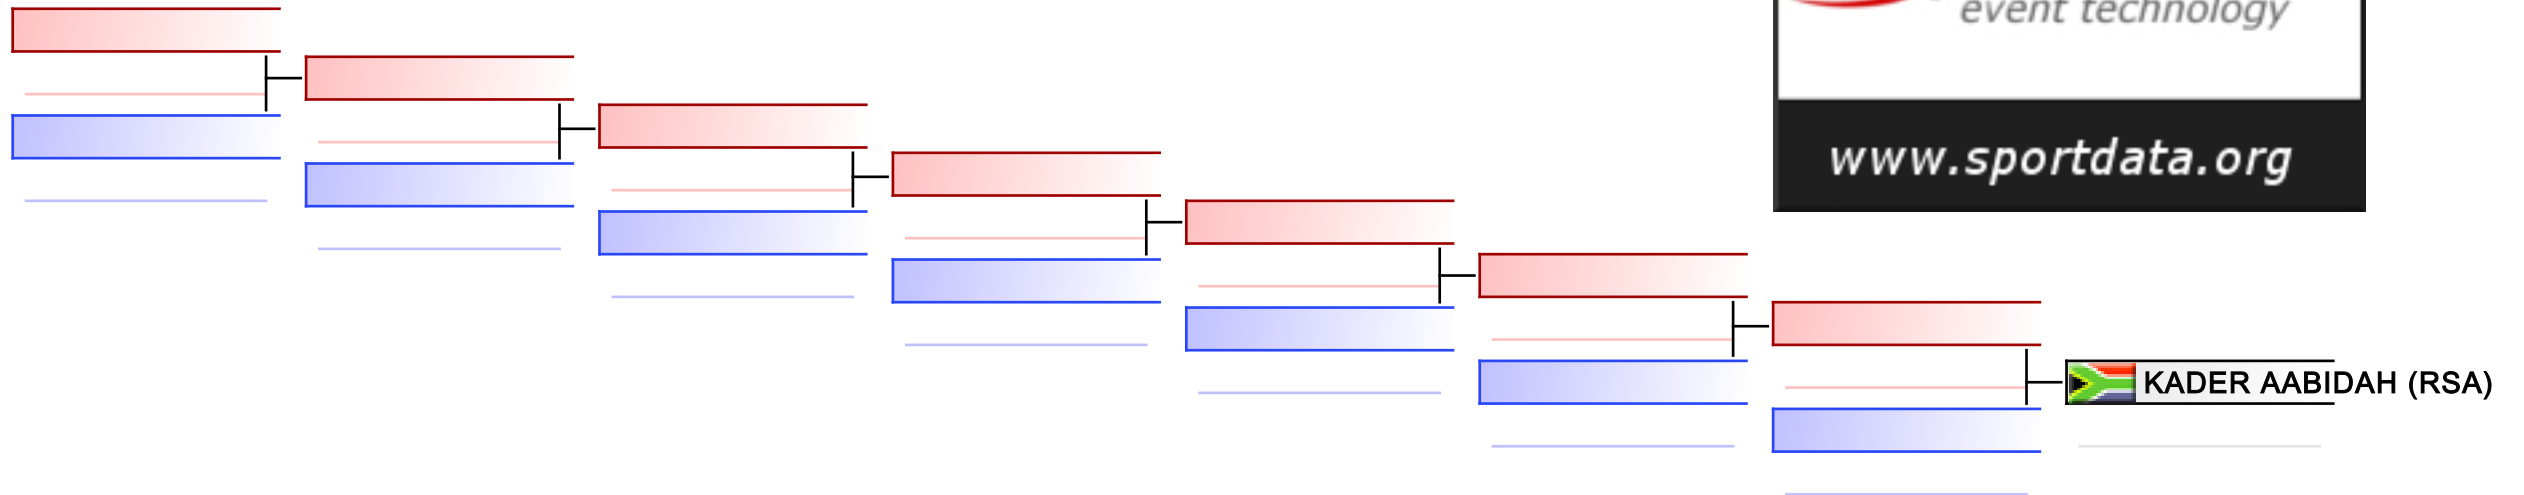 event technology
www.sportdata.org
KADER AABIDAH (RSA)